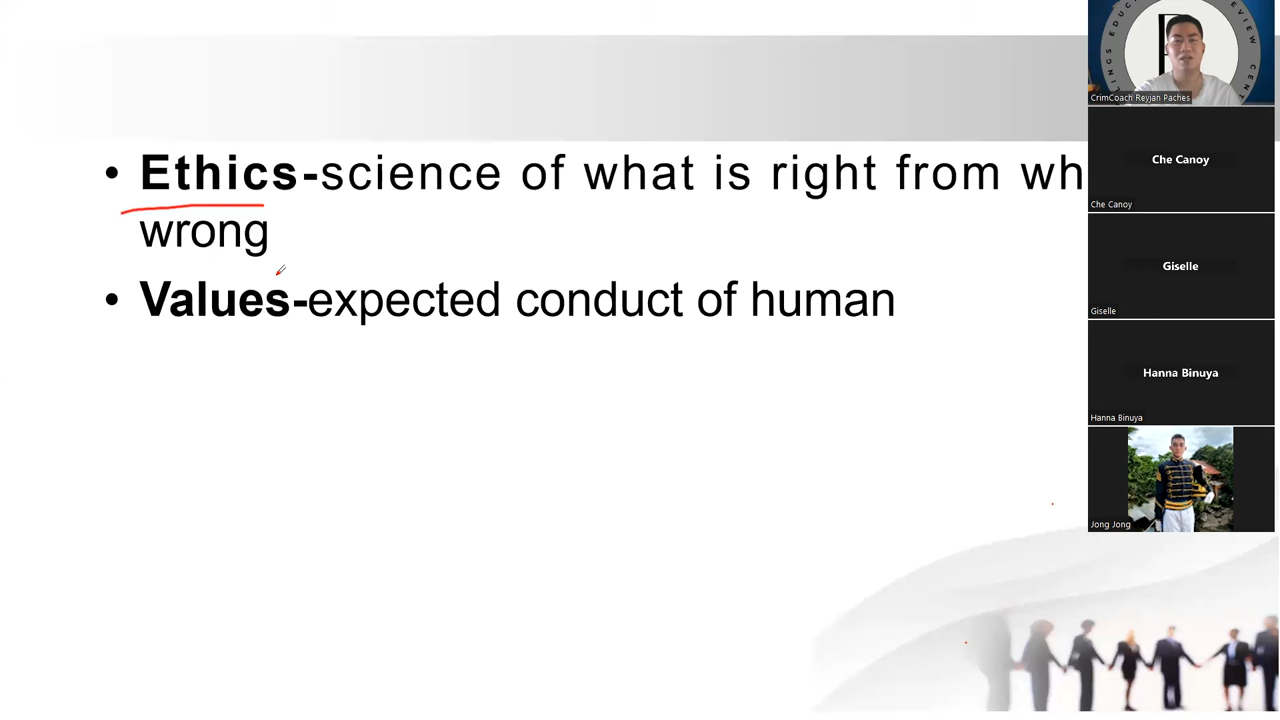 • Ethics-science of what is right from wh
wrong
• Values-expected conduct of human
CrimCoach Reyjan Paches
Che Canoy
Che Canoy
Giselle
Giselle
Hanna Binuya
Hanna Binuya
Jong Jong